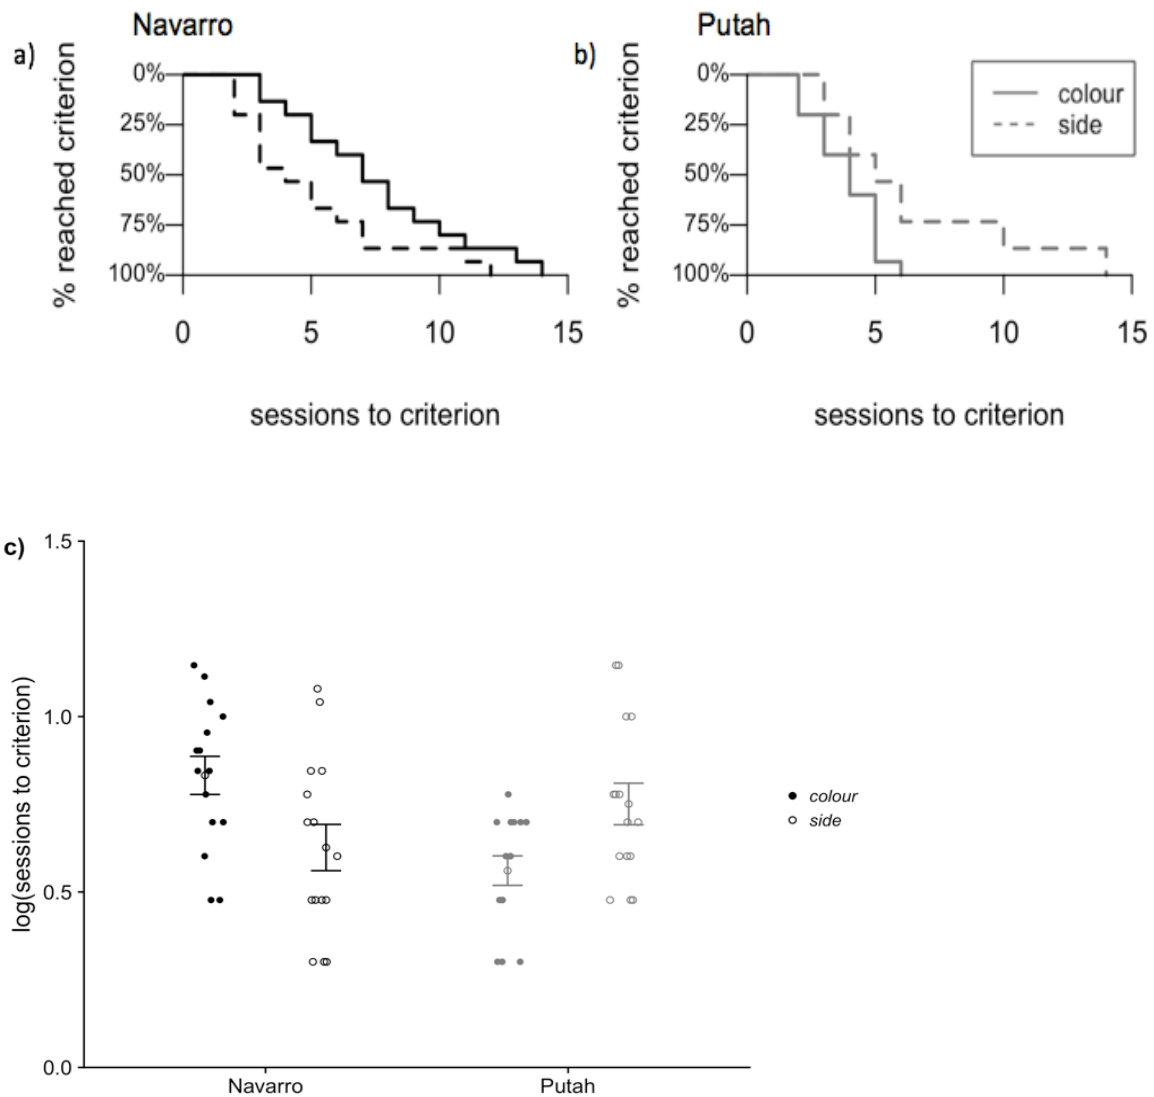 a)
Navarro
% reached criterion
0%
25%
50%
75%
100%
0 5 10 15
sessions to criterion
b)
Putah
% reached criterion
0%
25%
50%
75%
100%
0 5 10 15
sessions to criterion
colour
side
c)
log(sessions to criterion)
1.5
1.0
0.5
0.0
Navarro Putah
colour
side